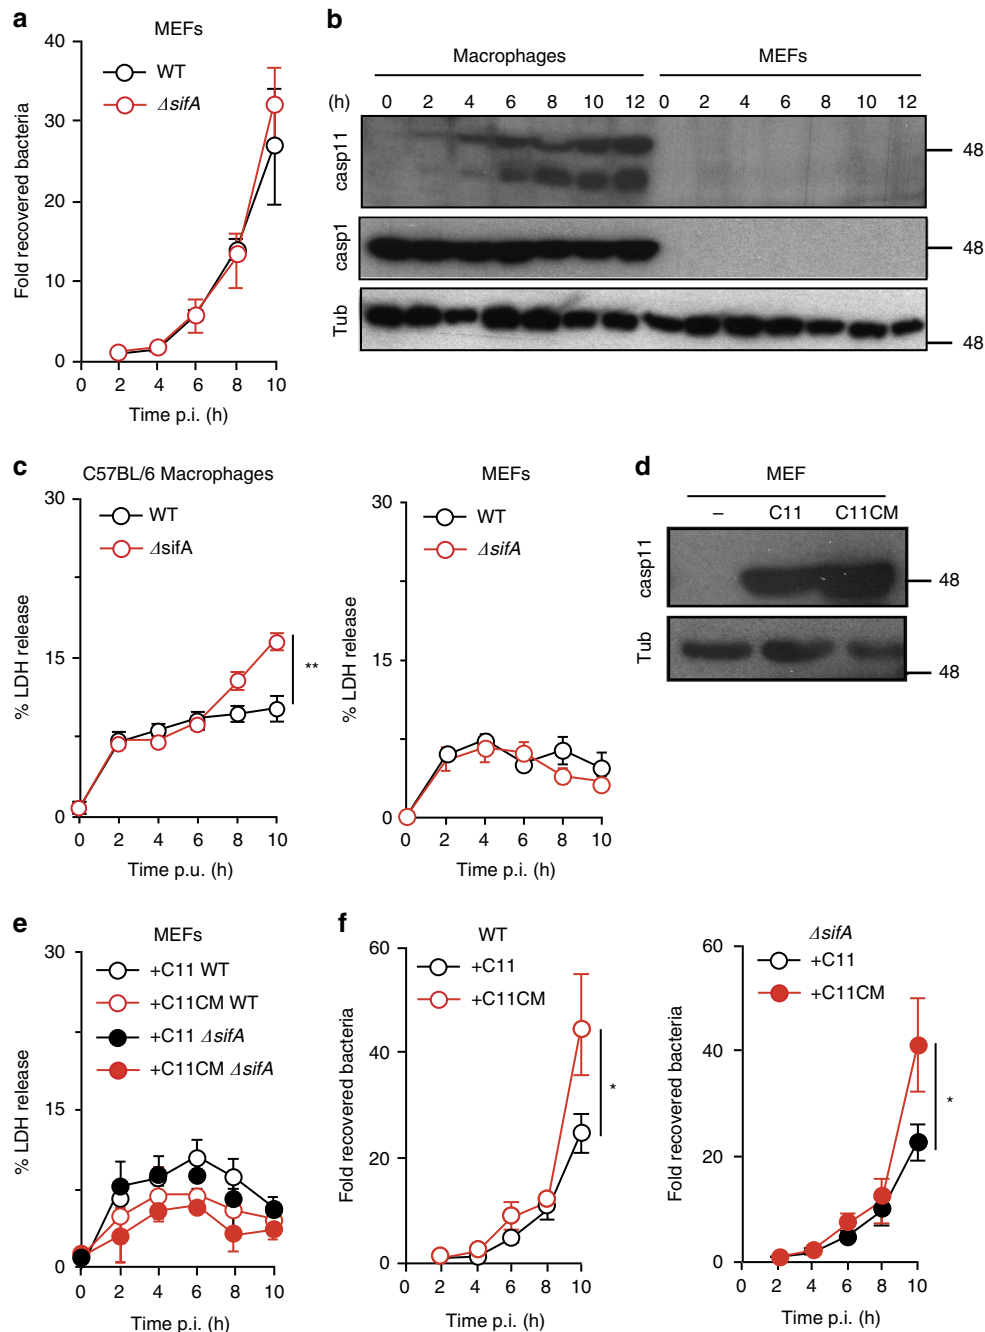 a
MEFs
WT
ΔsifA
Fold recovered bacteria
40
30
20
10
0
0 2 4 6 8 10
Time p.i. (h)
b
Macrophages MEFs
(h) 0 2 4 6 8 10 12 0 2 4 6 8 10 12
casp11
48
casp1
48
Tub
48
c
C57BL/6 Macrophages
WT
ΔsifA
% LDH release
30
15
0
**
0 2 4 6 8 10
Time p.u. (h)
MEFs
WT
ΔsifA
% LDH release
30
15
0
0 2 4 6 8 10
Time p.i. (h)
d
MEF
– C11 C11CM
casp11
48
Tub
48
e
MEFs
+C11 WT
+C11CM WT
+C11 ΔsifA
+C11CM ΔsifA
% LDH release
30
15
0
0 2 4 6 8 10
Time p.i. (h)
f
WT
+C11
+C11CM
Fold recovered bacteria
60
40
20
0
*
0 2 4 6 8 10
Time p.i. (h)
ΔsifA
+C11
+C11CM
Fold recovered bacteria
60
40
20
0
*
0 2 4 6 8 10
Time p.i. (h)